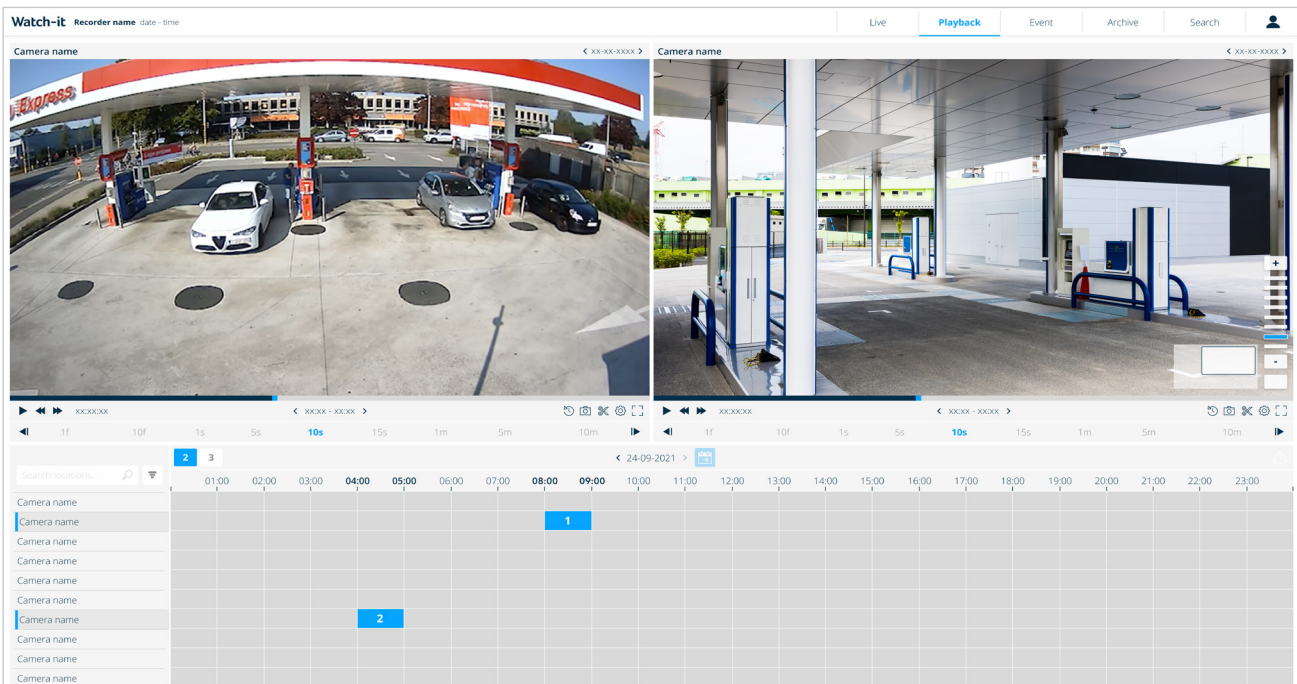 Watch-it Recorder name date - time Live Playback Event Archive Search
Camera name < xx-xx-xxxx > Camera name < xx-xx-xxxx >
Express
xx:xx:xx < xx:xx - xx:xx > xx:xx:xx < xx:xx - xx:xx >
1f 10f 1s 5s 10s 15s 1m 5m 10m 1f 10f 1s 5s 10s 15s 1m 5m 10m
2 3 < 24-09-2021 >
Search locations... 01:00 02:00 03:00 04:00 05:00 06:00 07:00 08:00 09:00 10:00 11:00 12:00 13:00 14:00 15:00 16:00 17:00 18:00 19:00 20:00 21:00 22:00 23:00
Camera name
Camera name 1
Camera name
Camera name
Camera name
Camera name
Camera name 2
Camera name
Camera name
Camera name